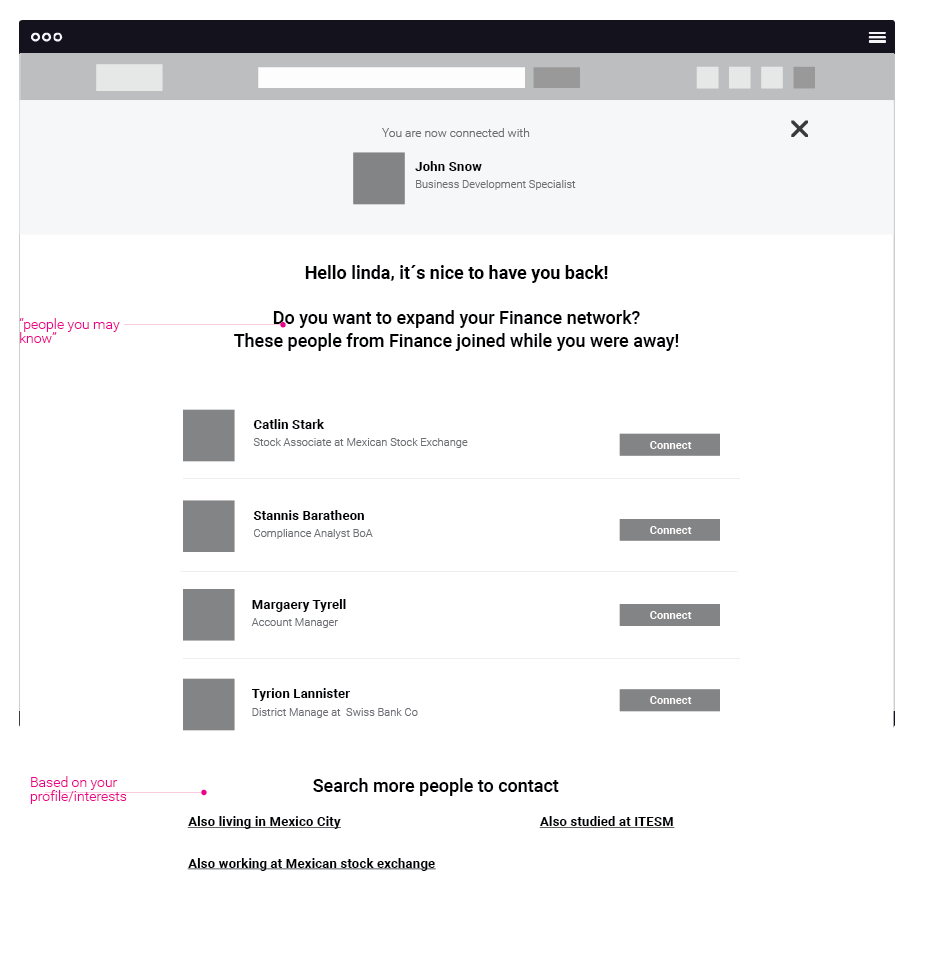 You are now connected with
John Snow
Business Development Specialist
Hello linda, it´s nice to have you back!
“people you may
know”
Do you want to expand your Finance network?
These people from Finance joined while you were away!
Catlin Stark
Stock Associate at Mexican Stock Exchange
Connect
Stannis Baratheon
Compliance Analyst BoA
Connect
Margaery Tyrell
Account Manager
Connect
Tyrion Lannister
District Manage at  Swiss Bank Co
Connect
Based on your
profile/interests
Search more people to contact
Also living in Mexico City
Also studied at ITESM
Also working at Mexican stock exchange